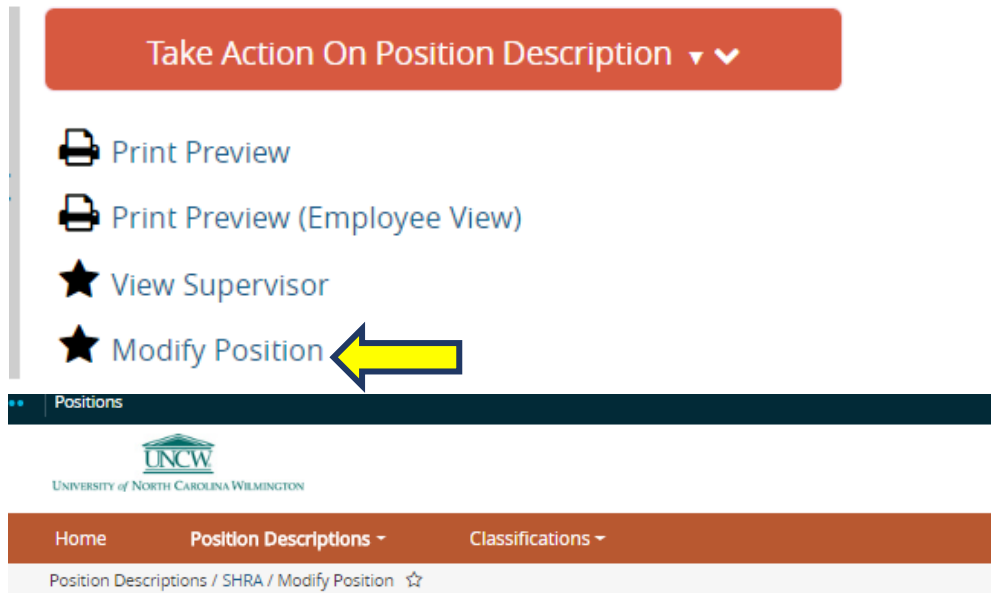 Take Action On Position Description
Print Preview
Print Preview (Employee View)
View Supervisor
Modify Position
Positions
UNCW
UNIVERSITY of NORTH CAROLINA WILMINGTON
Home Position Descriptions Classifications
Position Descriptions / SHRA / Modify Position